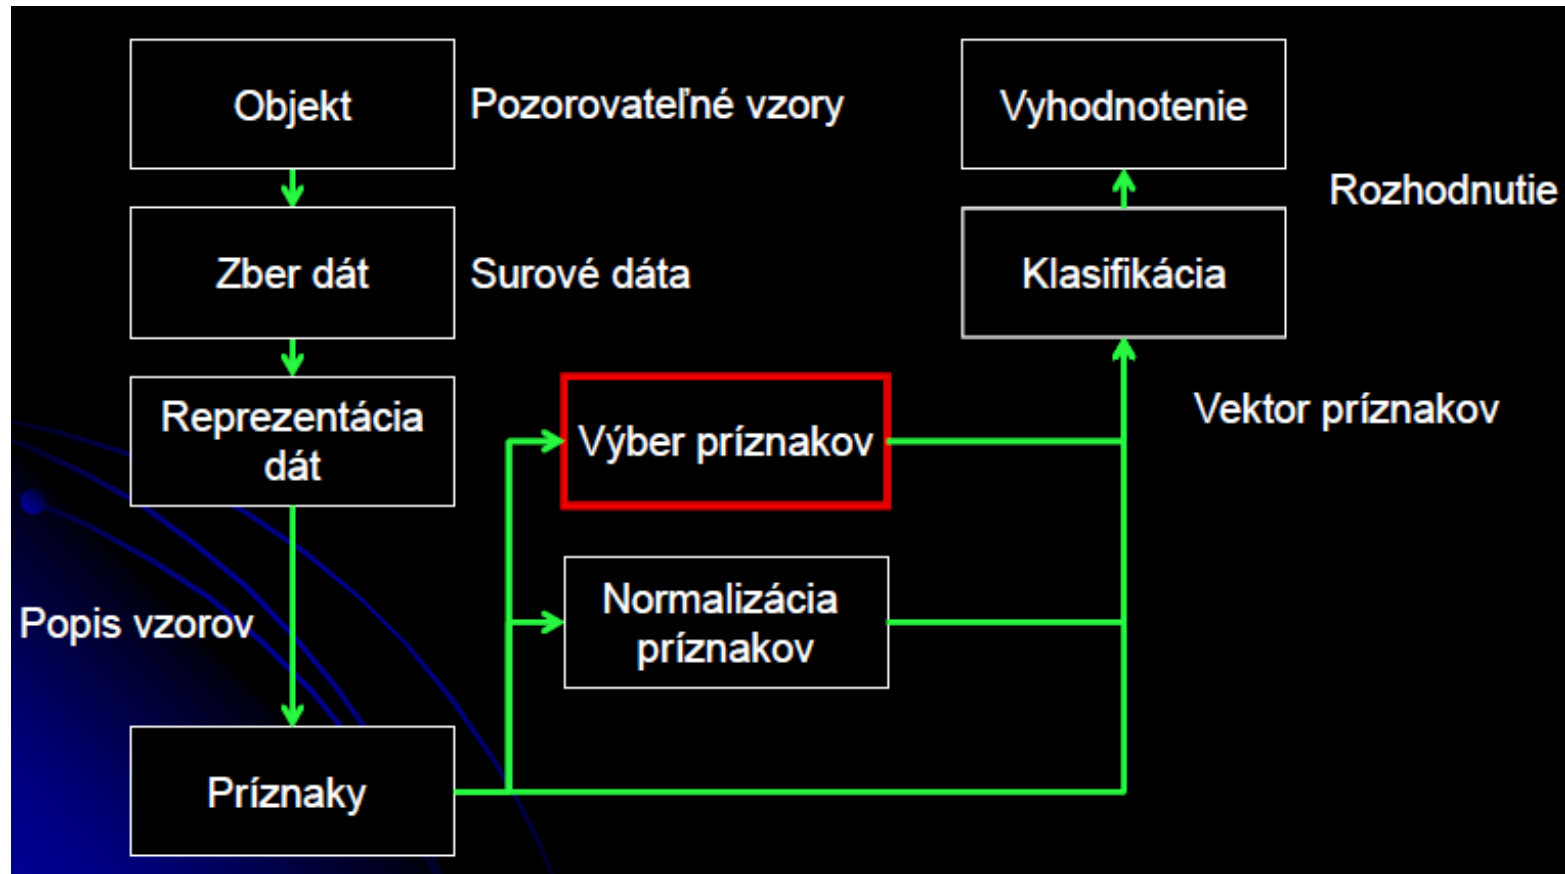 Objekt
Pozorovateľné vzory
Zber dát
Surové dáta
Reprezentácia
dát
Popis vzorov
Príznaky
Výber príznakov
Normalizácia
príznakov
Vektor príznakov
Klasifikácia
Rozhodnutie
Vyhodnotenie